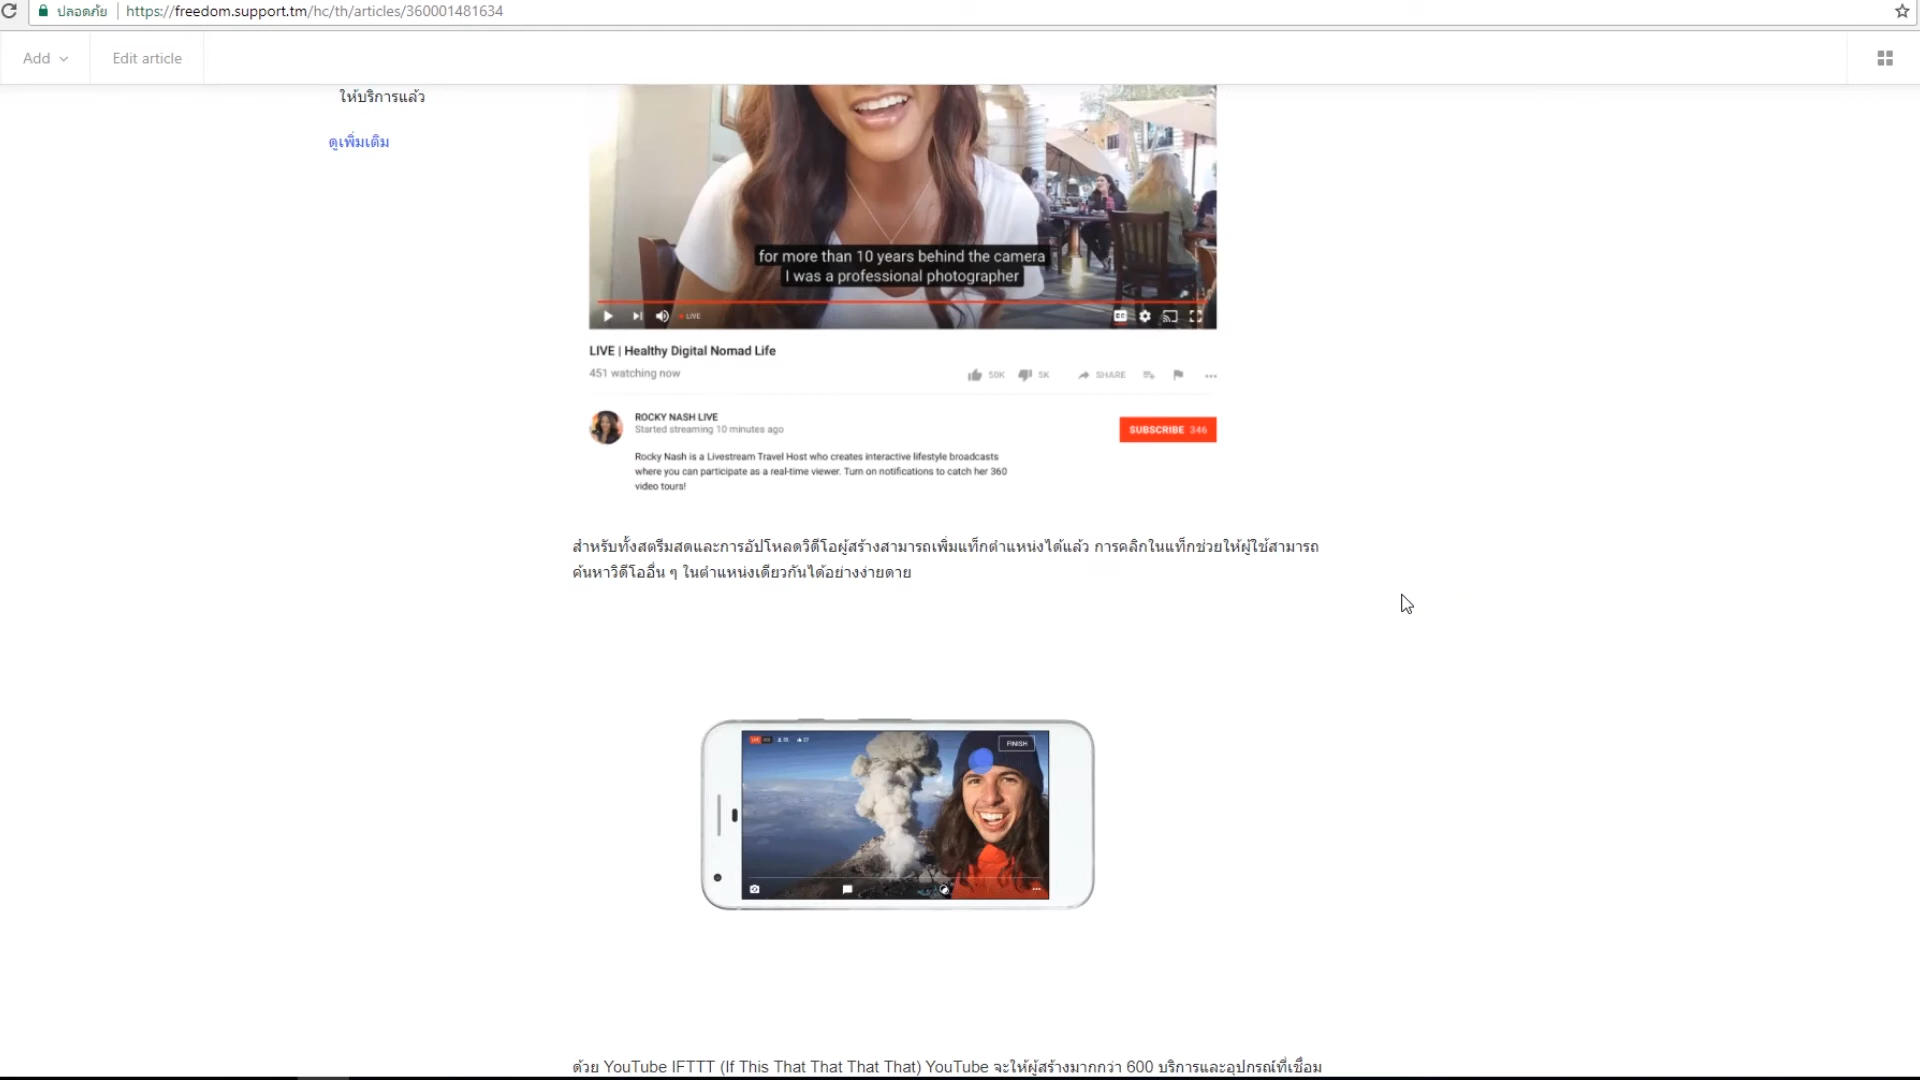 ปลอดภัย
https://freedom.support.tm/hc/th/articles/360001481634
Add
Edit article
ให้บริการแล้ว
ดูเพิ่มเติม
for more than 10 years behind the camera
I was a professional photographer
LIVE
LIVE | Healthy Digital Nomad Life
451 watching now
50K
5K
SHARE
ROCKY NASH LIVE
Started streaming 10 minutes ago
SUBSCRIBE 346
Rocky Nash is a Livestream Travel Host who creates interactive lifestyle broadcasts
where you can participate as a real-time viewer. Turn on notifications to catch her 360
video tours!
สำหรับทั้งสตรีมสดและการอัปโหลดวิดีโอผู้สร้างสามารถเพิ่มแท็กตำแหน่งได้แล้ว การคลิกในแท็กช่วยให้ผู้ใช้สามารถ
ค้นหาวิดีโออื่น ๆ ในตำแหน่งเดียวกันได้อย่างง่ายดาย
FINISH
ด้วย YouTube IFTTT (If This That That That That) YouTube จะให้ผู้สร้างมากกว่า 600 บริการและอุปกรณ์ที่เชื่อม